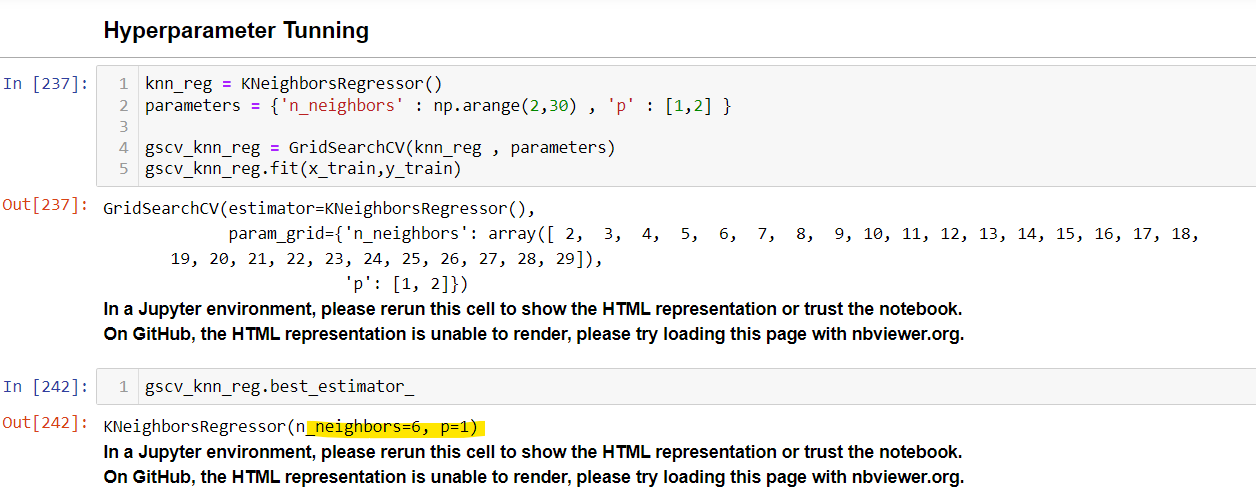 Hyperparameter Tunning
In [237]:
1 knn_reg = KNeighborsRegressor()
2 parameters = {'n_neighbors' : np.arange(2,30) , 'p' : [1,2] }
3
4 gscv_knn_reg = GridSearchCV(knn_reg , parameters)
5 gscv_knn_reg.fit(x_train,y_train)
Out[237]: GridSearchCV(estimator=KNeighborsRegressor(),
param_grid={'n_neighbors': array([ 2, 3, 4, 5, 6, 7, 8, 9, 10, 11, 12, 13, 14, 15, 16, 17, 18,
19, 20, 21, 22, 23, 24, 25, 26, 27, 28, 29]),
'p': [1, 2]})
In a Jupyter environment, please rerun this cell to show the HTML representation or trust the notebook.
On GitHub, the HTML representation is unable to render, please try loading this page with nbviewer.org.
In [242]: 1 gscv_knn_reg.best_estimator_
Out[242]: KNeighborsRegressor(n_neighbors=6, p=1)
In a Jupyter environment, please rerun this cell to show the HTML representation or trust the notebook.
On GitHub, the HTML representation is unable to render, please try loading this page with nbviewer.org.